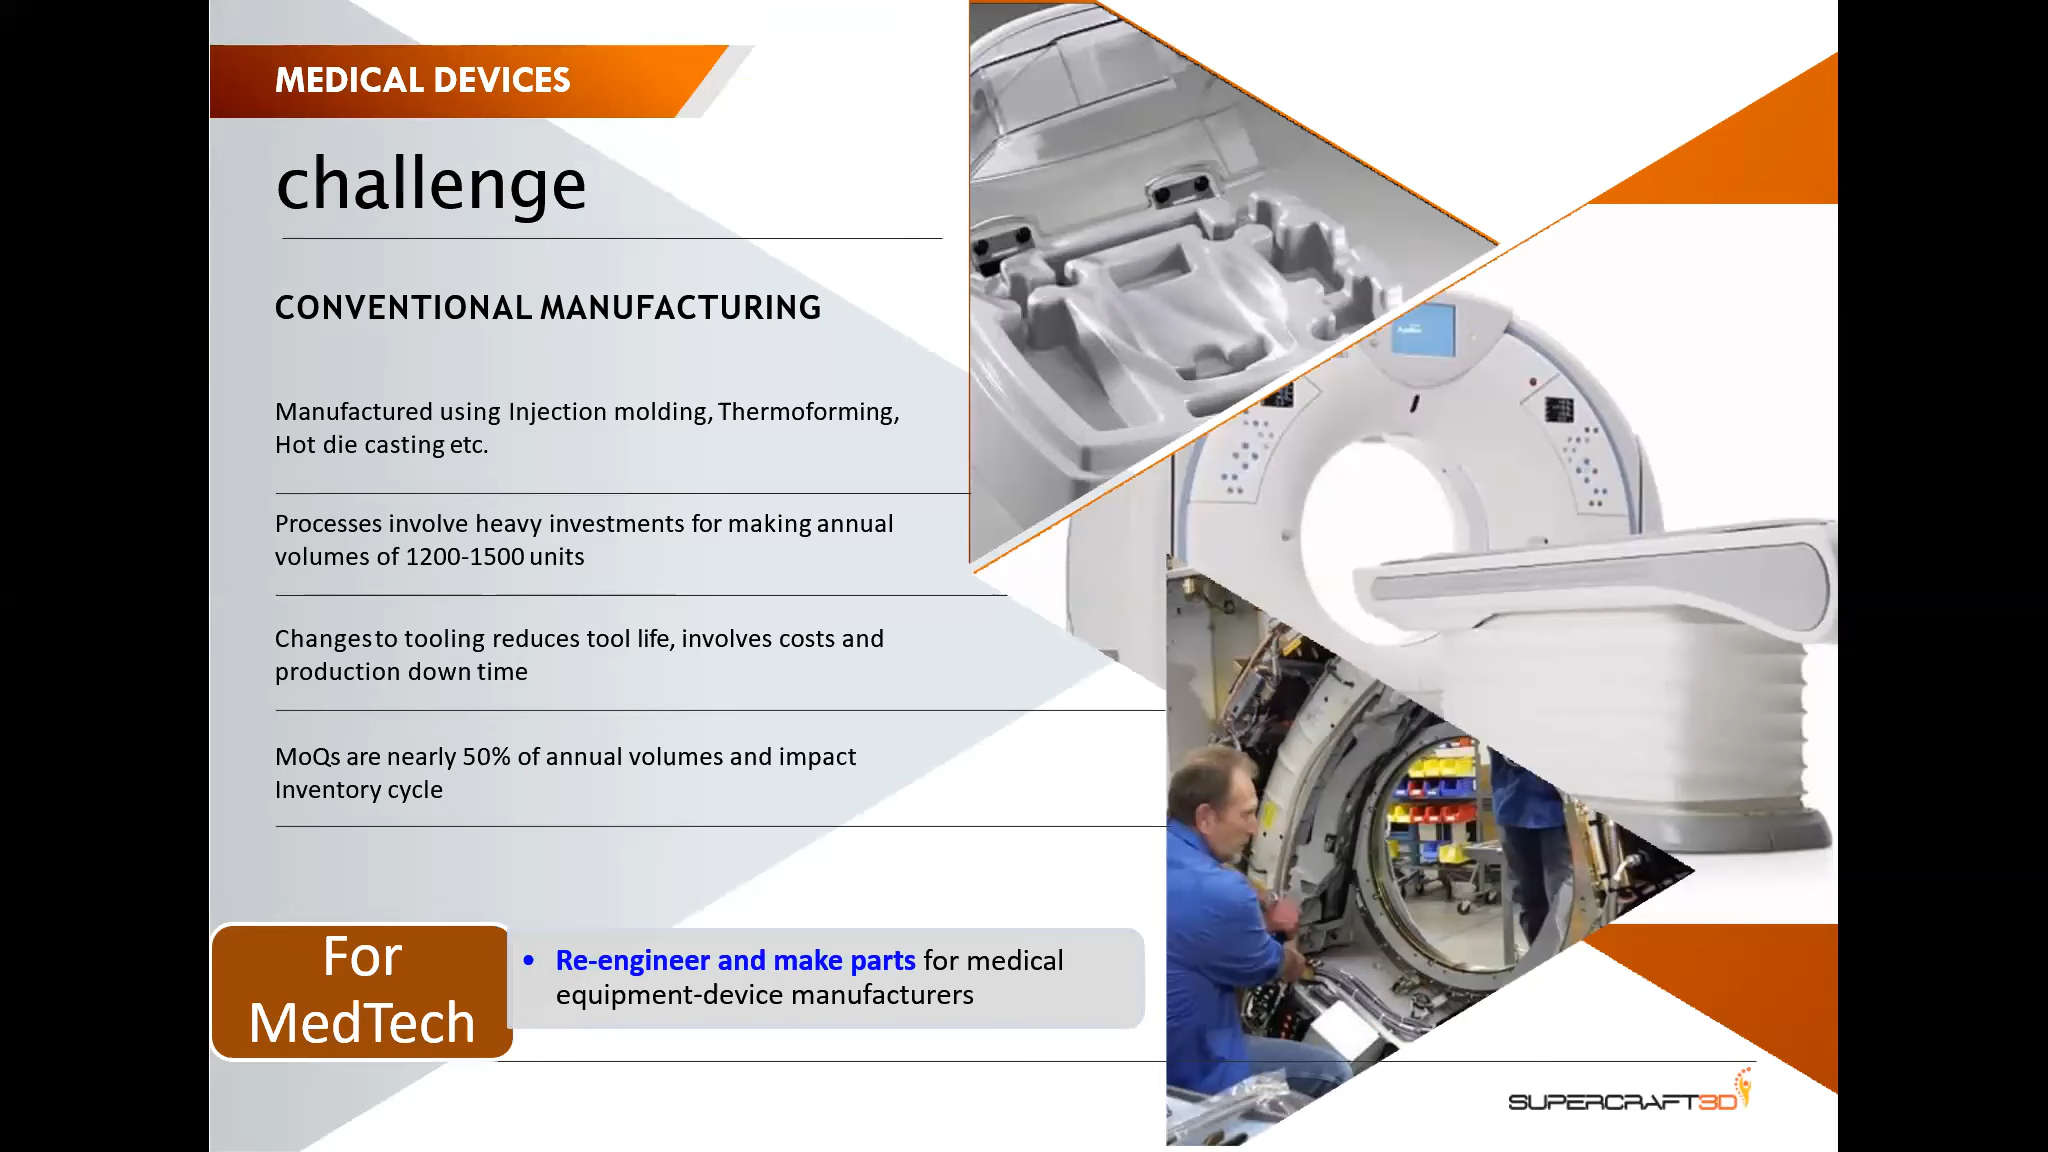 MEDICAL DEVICES
challenge
CONVENTIONAL MANUFACTURING
Manufactured using Injection molding, Thermoforming,
Hot die casting etc.
Processes involve heavy investments for making annual
volumes of 1200-1500 units
Changes to tooling reduces tool life, involves costs and
production down time
MoQs are nearly 50% of annual volumes and impact
Inventory cycle
For
MedTech
• Re-engineer and make parts for medical
equipment-device manufacturers
SUPERCRAFT3D